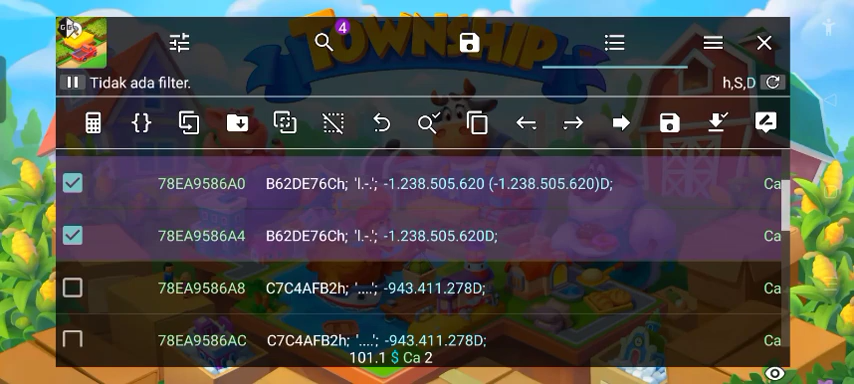 4
TOWNSHIP
Tidak ada filter.
h,S,D
78EA9586A0 B62DE76Ch; 'l.-.'; -1.238.505.620 (-1.238.505.620)D; Ca
78EA9586A4 B62DE76Ch; 'l.-.'; -1.238.505.620D; Ca
78EA9586A8 C7C4AFB2h; '....'; -943.411.278D; Ca
78EA9586AC C7C4AFB2h; '....'; -943.411.278D; Ca
101.1 $ Ca 2